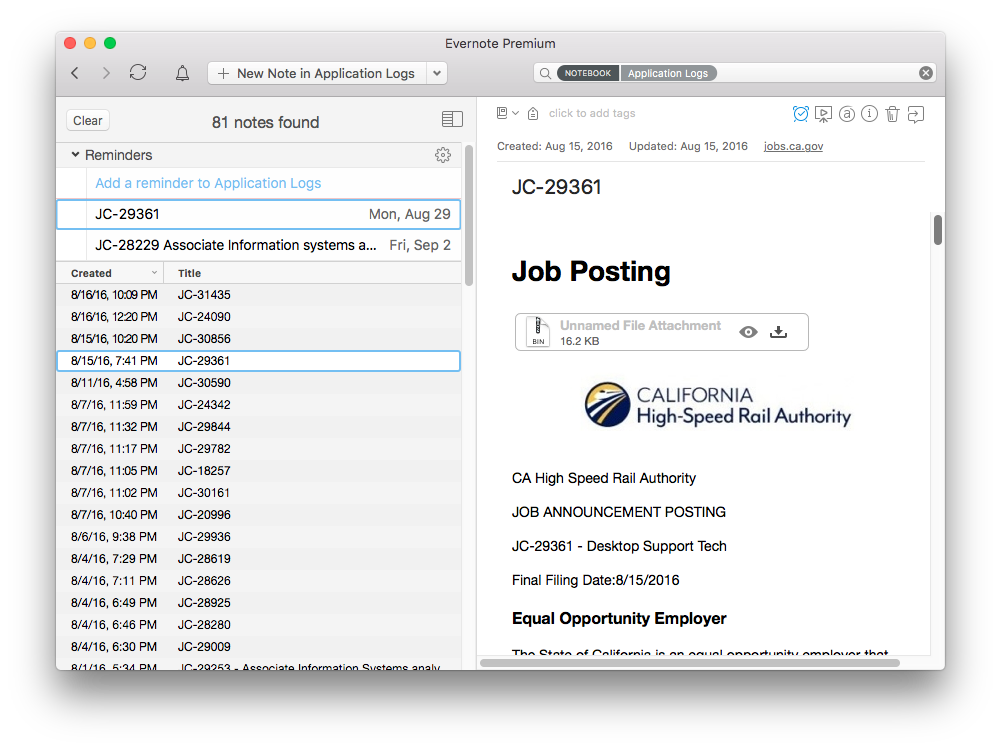 Evernote Premium
New Note in Application Logs
NOTEBOOK Application Logs
Clear
81 notes found
Reminders
Add a reminder to Application Logs
JC-29361 Mon, Aug 29
JC-28229 Associate Information systems a... Fri, Sep 2
Created Title
8/16/16, 10:09 PM JC-31435
8/16/16, 12:20 PM JC-24090
8/15/16, 10:20 PM JC-30856
8/15/16, 7:41 PM JC-29361
8/11/16, 4:58 PM JC-30590
8/7/16, 11:59 PM JC-24342
8/7/16, 11:32 PM JC-29844
8/7/16, 11:17 PM JC-29782
8/7/16, 11:05 PM JC-18257
8/7/16, 11:02 PM JC-30161
8/7/16, 10:40 PM JC-20996
8/6/16, 9:38 PM JC-29936
8/4/16, 7:29 PM JC-28619
8/4/16, 7:11 PM JC-28626
8/4/16, 6:49 PM JC-28925
8/4/16, 6:46 PM JC-28280
8/4/16, 6:30 PM JC-29009
8/1/16, 5:34 PM JC-29253 - Associate Information Systems analy
click to add tags
Created: Aug 15, 2016 Updated: Aug 15, 2016 jobs.ca.gov
JC-29361
Job Posting
Unnamed File Attachment
BIN 16.2 KB
CALIFORNIA
High-Speed Rail Authority
CA High Speed Rail Authority
JOB ANNOUNCEMENT POSTING
JC-29361 - Desktop Support Tech
Final Filing Date:8/15/2016
Equal Opportunity Employer
The State of California is an equal opportunity employer that